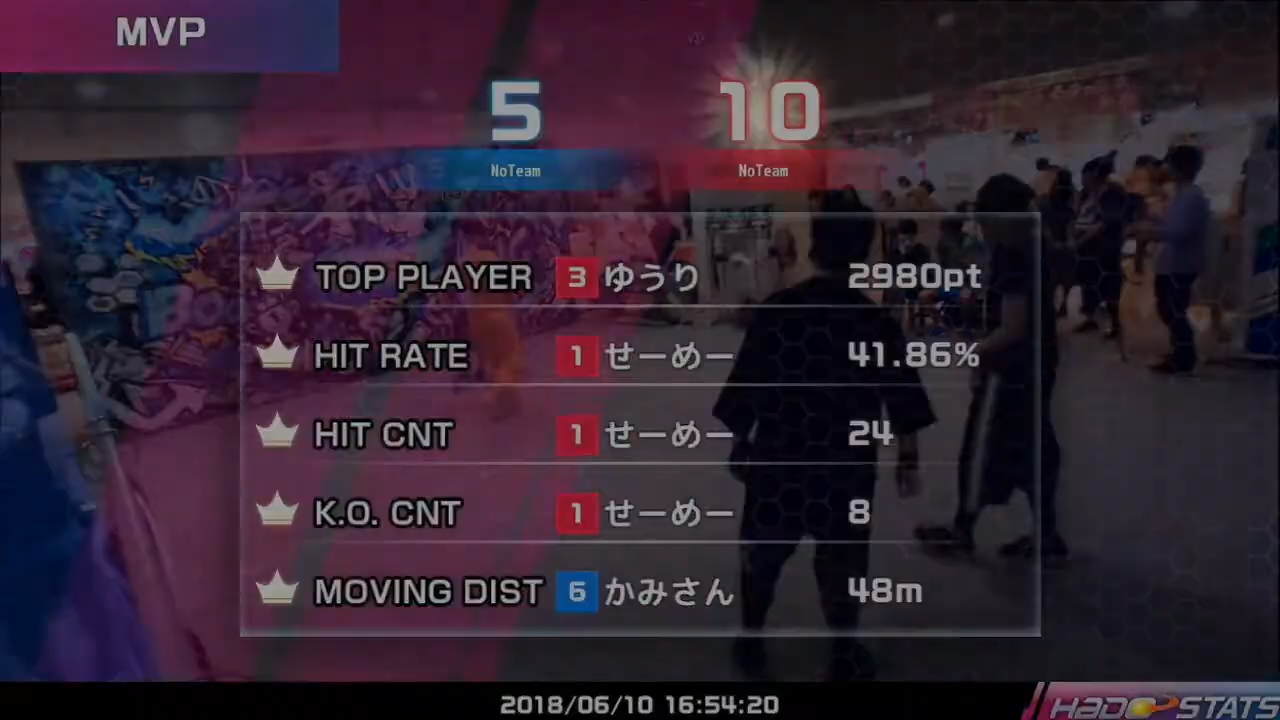 MVP
5 10
NoTeam NoTeam
TOP PLAYER 3 ゆうり 2980pt
HIT RATE 1 せーめー 41.86%
HIT CNT 1 せーめー 24
K.O. CNT 1 せーめー 8
MOVING DIST 6 かみさん 48m
2018/06/10 16:54:20
HADO STATS